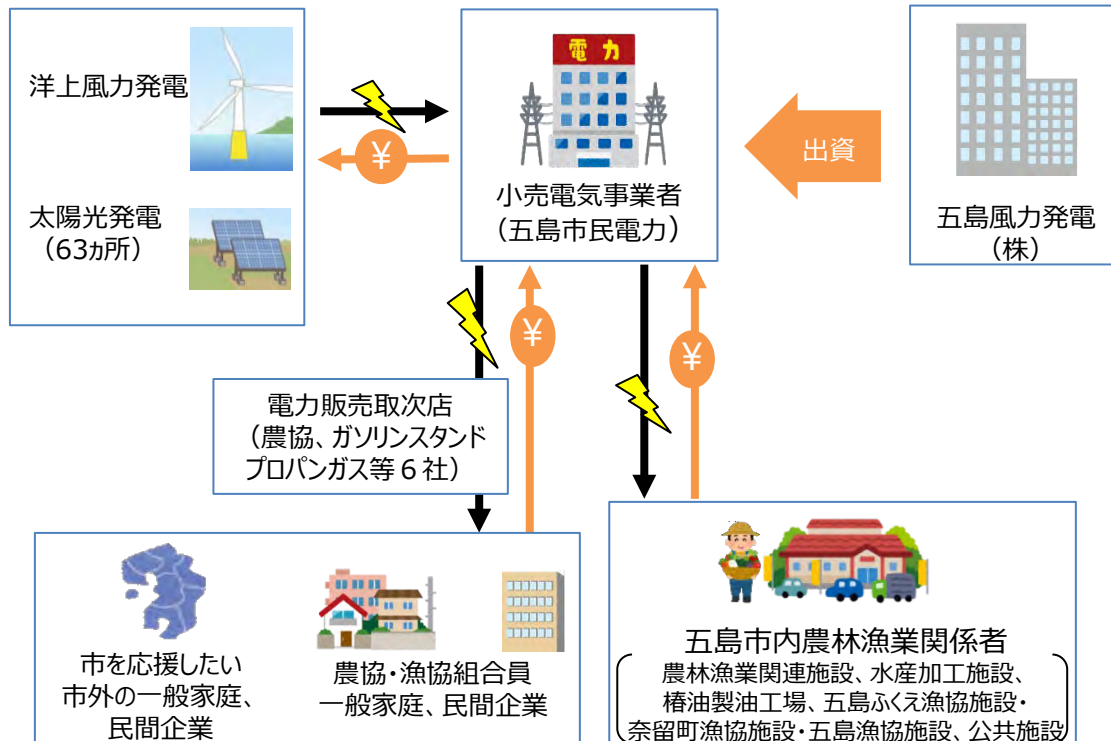 洋上風力発電
太陽光発電
（63ヵ所）
¥
電力
小売電気事業者
（五島市民電力）
出資
五島風力発電
（株）
¥
¥
電力販売取次店
（農協、ガソリンスタンド
プロパンガス等６社）
市を応援したい
市外の一般家庭、
民間企業
農協・漁協組合員
一般家庭、民間企業
五島市内農林漁業関係者
農林漁業関連施設、水産加工施設、
椿油製油工場、五島ふくえ漁協施設・
奈留町漁協施設・五島漁協施設、公共施設